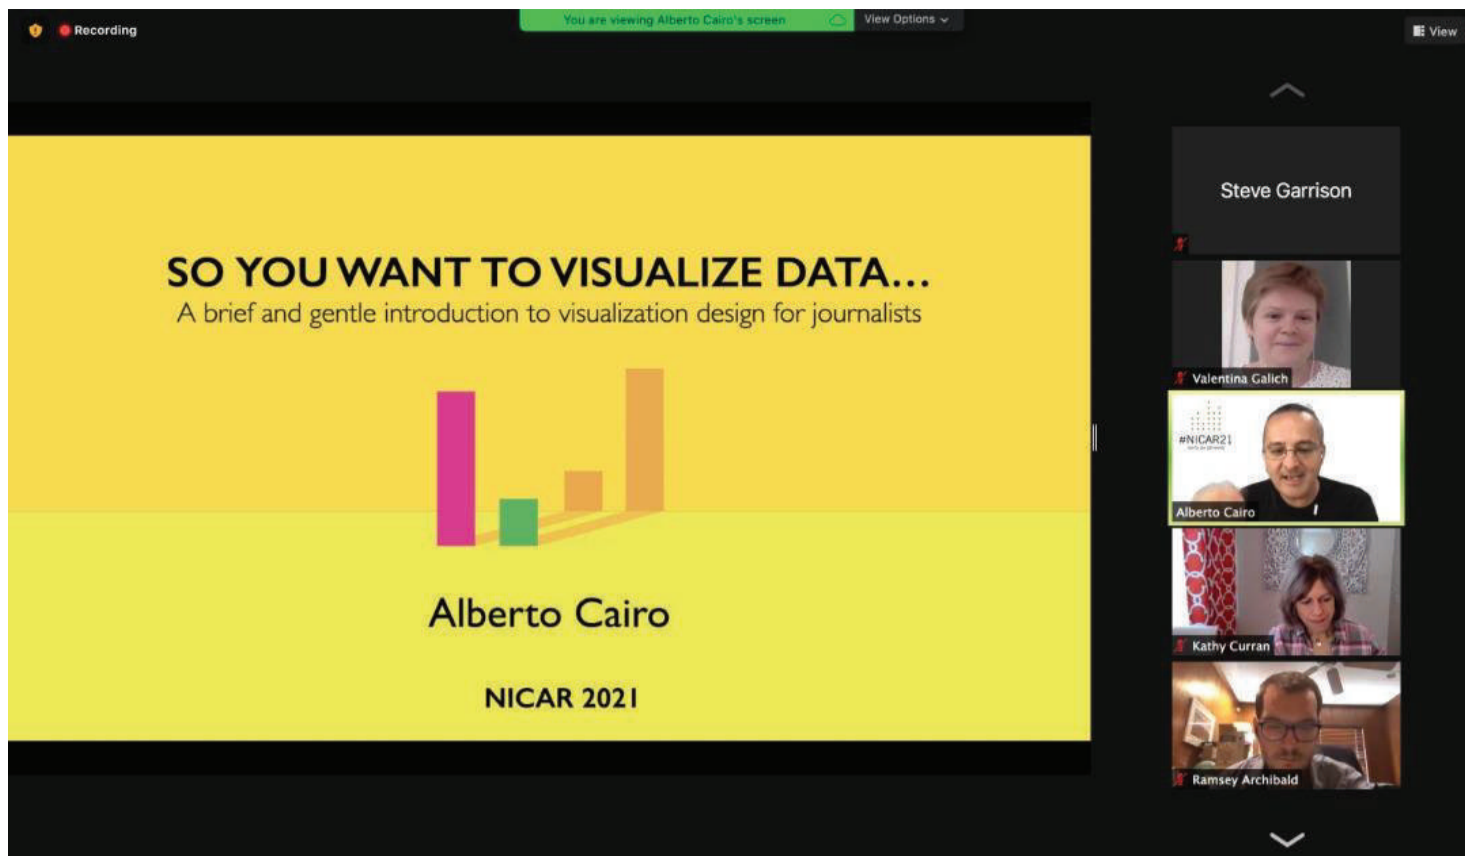 Recording
You are viewing Alberto Cairo's screen
View Options
View
SO YOU WANT TO VISUALIZE DATA...
A brief and gentle introduction to visualization design for journalists
Alberto Cairo
NICAR 2021
Steve Garrison
Valentina Galich
#NICAR21
Alberto Cairo
Kathy Curran
Ramsey Archibald